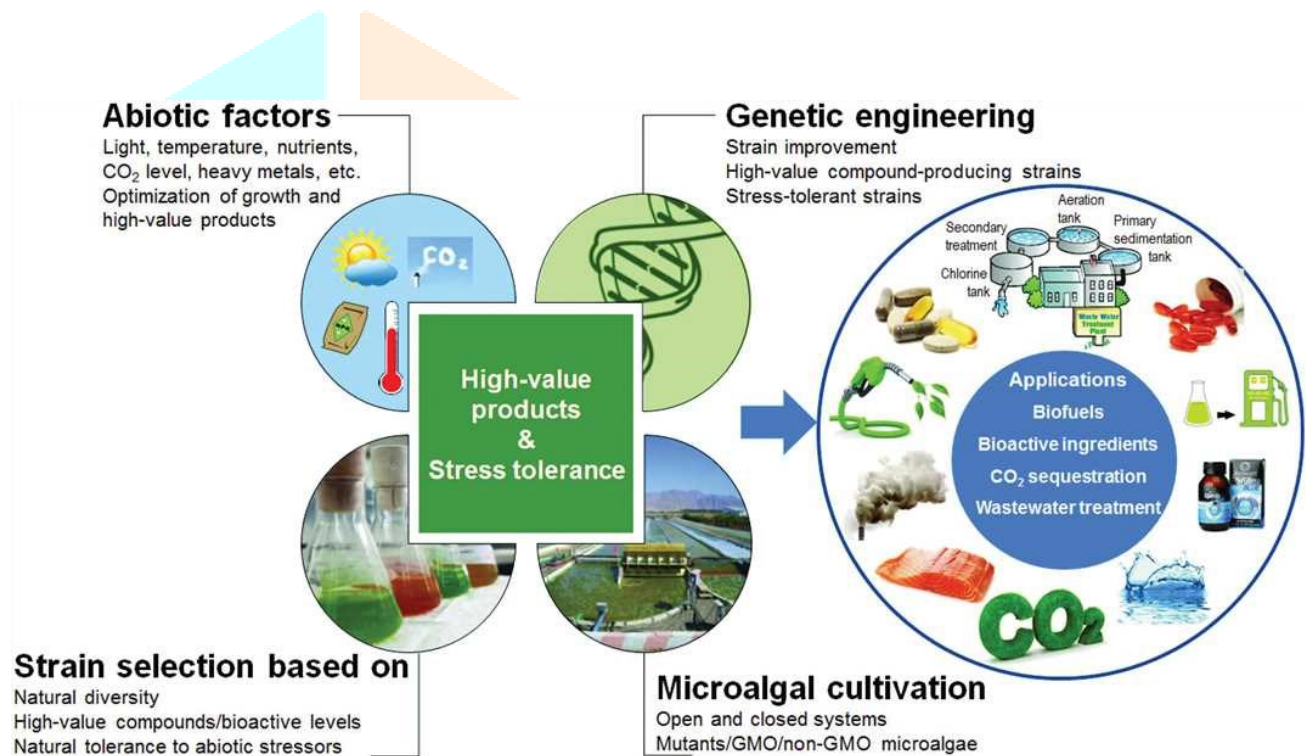 Abiotic factors
Light, temperature, nutrients,
CO₂ level, heavy metals, etc.
Optimization of growth and
high-value products
Genetic engineering
Strain improvement
High-value compound-producing strains
Stress-tolerant strains
CO₂
High-value
products
&
Stress tolerance
Aeration
tank
Primary
sedimentation
tank
Secondary
treatment
Chlorine
tank
Waste Water
Treatment
Plant
Applications
Biofuels
Bioactive ingredients
CO₂ sequestration
Wastewater treatment
CO₂
Strain selection based on
Natural diversity
High-value compounds/bioactive levels
Natural tolerance to abiotic stressors
Microalgal cultivation
Open and closed systems
Mutants/GMO/non-GMO microalgae